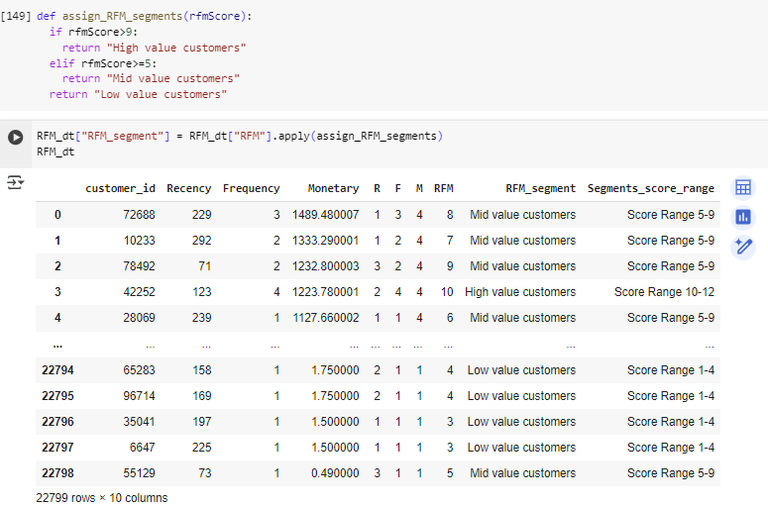 [149] def assign_RFM_segments(rfmScore):
if rfmScore>9:
return "High value customers"
elif rfmScore>=5:
return "Mid value customers"
return "Low value customers"
RFM_dt["RFM_segment"] = RFM_dt["RFM"].apply(assign_RFM_segments)
RFM_dt
customer_id Recency Frequency Monetary R F M RFM RFM_segment Segments_score_range
0 72688 229 3 1489.480007 1 3 4 8 Mid value customers Score Range 5-9
1 10233 292 2 1333.290001 1 2 4 7 Mid value customers Score Range 5-9
2 78492 71 2 1232.800003 3 2 4 9 Mid value customers Score Range 5-9
3 42252 123 4 1223.780001 2 4 4 10 High value customers Score Range 10-12
4 28069 239 1 1127.660002 1 1 4 6 Mid value customers Score Range 5-9
... ... ... ... ... ... ... ... ... ... ...
22794 65283 158 1 1.750000 2 1 1 4 Low value customers Score Range 1-4
22795 96714 169 1 1.750000 2 1 1 4 Low value customers Score Range 1-4
22796 35041 197 1 1.500000 1 1 1 3 Low value customers Score Range 1-4
22797 6647 225 1 1.500000 1 1 1 3 Low value customers Score Range 1-4
22798 55129 73 1 0.490000 3 1 1 5 Mid value customers Score Range 5-9
22799 rows × 10 columns